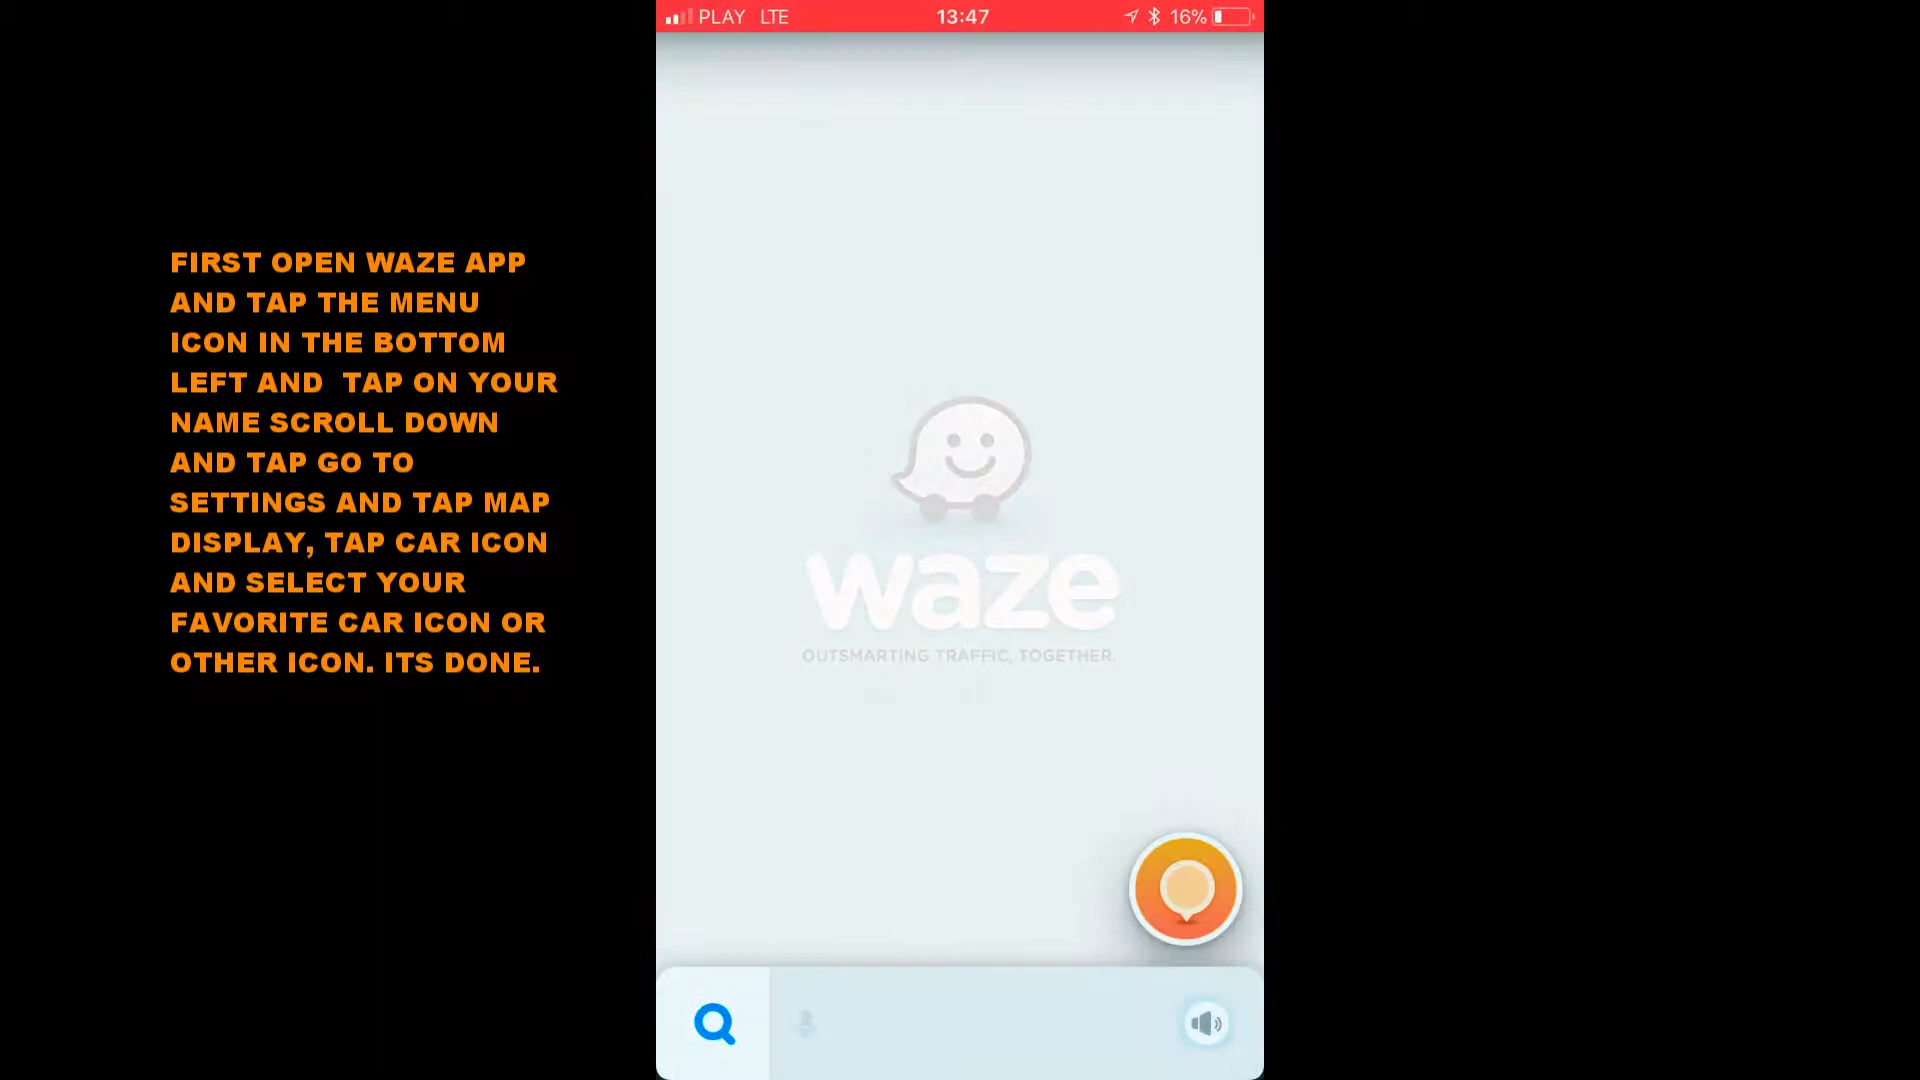 PLAY LTE 13:47 16%
FIRST OPEN WAZE APP
AND TAP THE MENU
ICON IN THE BOTTOM
LEFT AND  TAP ON YOUR
NAME SCROLL DOWN
AND TAP GO TO
SETTINGS AND TAP MAP
DISPLAY, TAP CAR ICON
AND SELECT YOUR
FAVORITE CAR ICON OR
OTHER ICON. ITS DONE.
waze
OUTSMARTING TRAFFIC, TOGETHER.